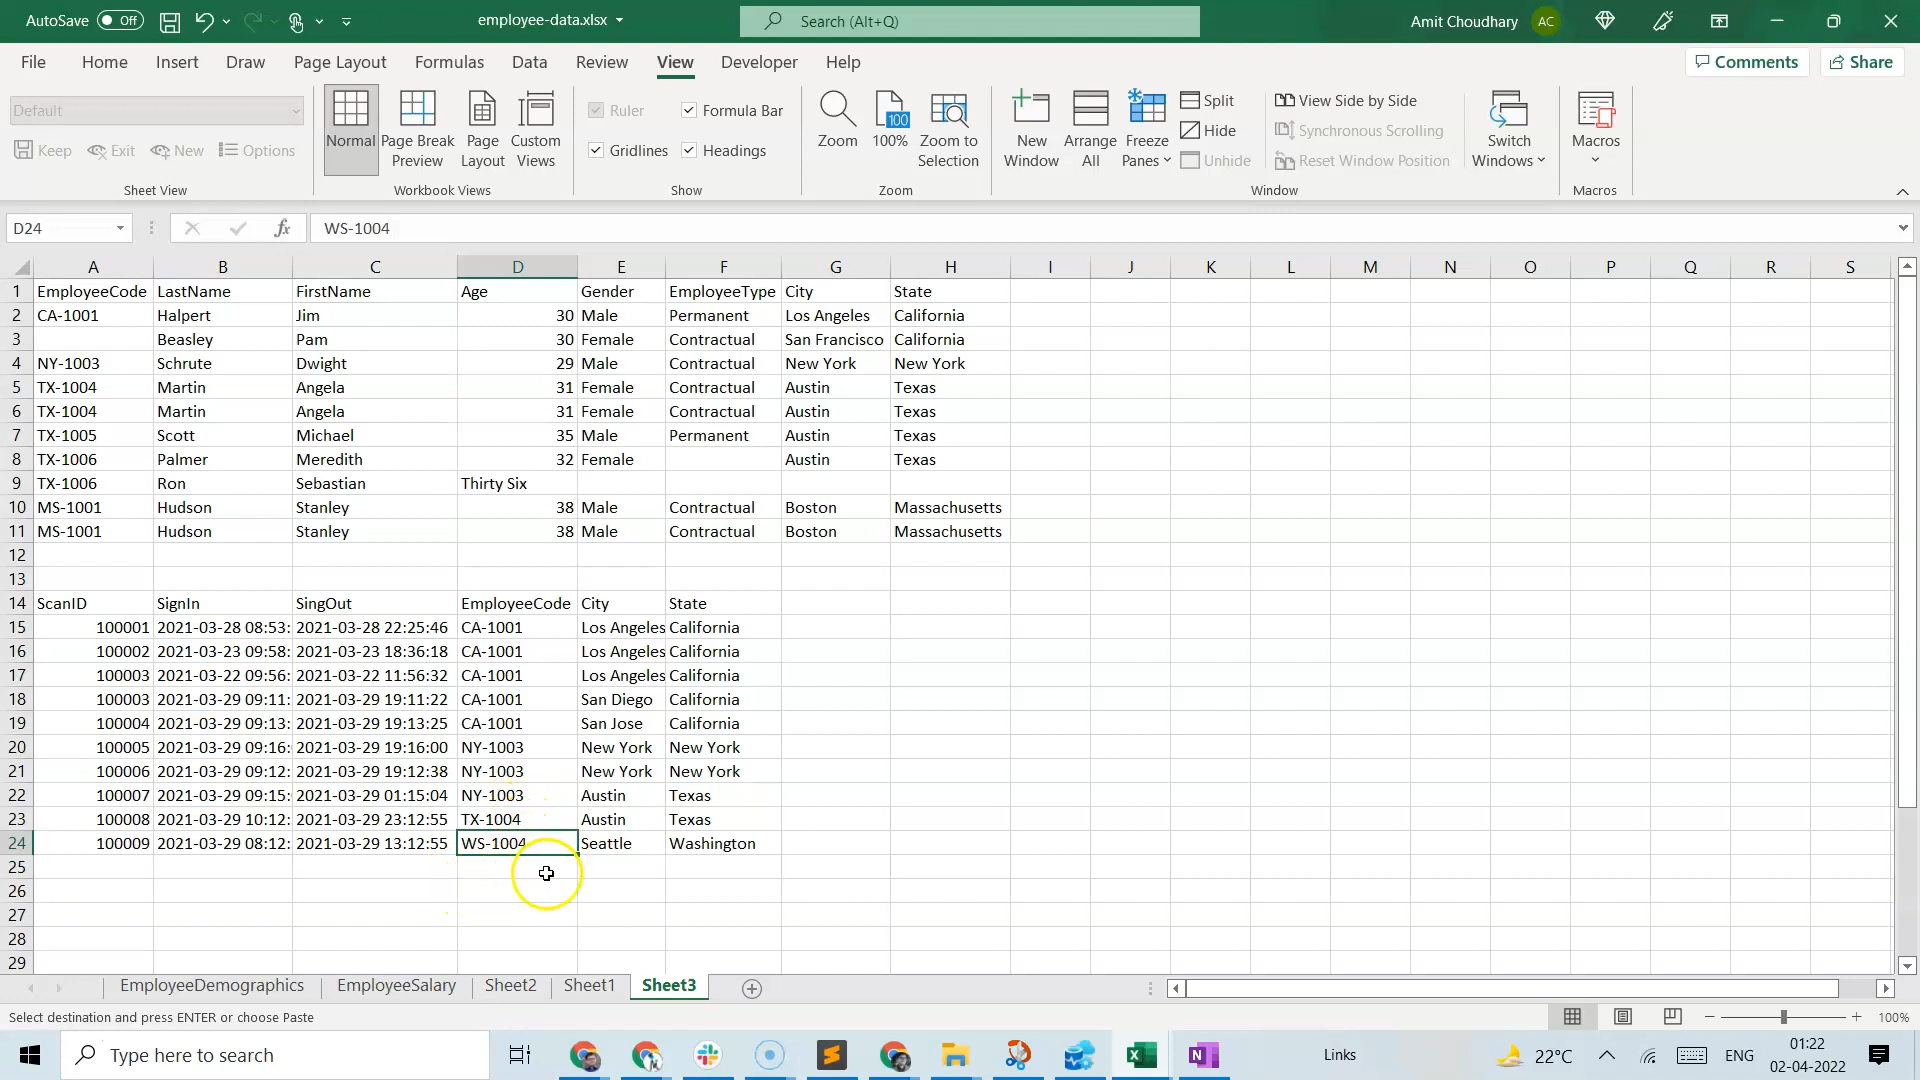 AutoSave Off employee-data.xlsx Search (Alt+Q) Amit Choudhary AC
File Home Insert Draw Page Layout Formulas Data Review View Developer Help Comments Share
Default
Keep Exit New Options
Sheet View
Normal
Page Break Preview
Page Layout
Custom Views
Workbook Views
Ruler Formula Bar
Gridlines Headings
Show
Zoom
100 100%
Zoom to Selection
Zoom
New Window
Arrange All
Freeze Panes
Split
Hide
Unhide
View Side by Side
Synchronous Scrolling
Reset Window Position
Switch Windows
Window
Macros
Macros
D24 fx WS-1004
A B C D E F G H I J K L M N O P Q R S
1 EmployeeCode LastName FirstName Age Gender EmployeeType City State
2 CA-1001 Halpert Jim 30 Male Permanent Los Angeles California
3 Beasley Pam 30 Female Contractual San Francisco California
4 NY-1003 Schrute Dwight 29 Male Contractual New York New York
5 TX-1004 Martin Angela 31 Female Contractual Austin Texas
6 TX-1004 Martin Angela 31 Female Contractual Austin Texas
7 TX-1005 Scott Michael 35 Male Permanent Austin Texas
8 TX-1006 Palmer Meredith 32 Female Austin Texas
9 TX-1006 Ron Sebastian Thirty Six
10 MS-1001 Hudson Stanley 38 Male Contractual Boston Massachusetts
11 MS-1001 Hudson Stanley 38 Male Contractual Boston Massachusetts
12
13
14 ScanID SignIn SingOut EmployeeCode City State
15 100001 2021-03-28 08:53: 2021-03-28 22:25:46 CA-1001 Los Angeles California
16 100002 2021-03-23 09:58: 2021-03-23 18:36:18 CA-1001 Los Angeles California
17 100003 2021-03-22 09:56: 2021-03-22 11:56:32 CA-1001 Los Angeles California
18 100003 2021-03-29 09:11: 2021-03-29 19:11:22 CA-1001 San Diego California
19 100004 2021-03-29 09:13: 2021-03-29 19:13:25 CA-1001 San Jose California
20 100005 2021-03-29 09:16: 2021-03-29 19:16:00 NY-1003 New York New York
21 100006 2021-03-29 09:12: 2021-03-29 19:12:38 NY-1003 New York New York
22 100007 2021-03-29 09:15: 2021-03-29 01:15:04 NY-1003 Austin Texas
23 100008 2021-03-29 10:12: 2021-03-29 23:12:55 TX-1004 Austin Texas
24 100009 2021-03-29 08:12: 2021-03-29 13:12:55 WS-1004 Seattle Washington
25
26
27
28
29
EmployeeDemographics EmployeeSalary Sheet2 Sheet1 Sheet3
Select destination and press ENTER or choose Paste 100%
Type here to search Links 22°C ENG 01:22
02-04-2022